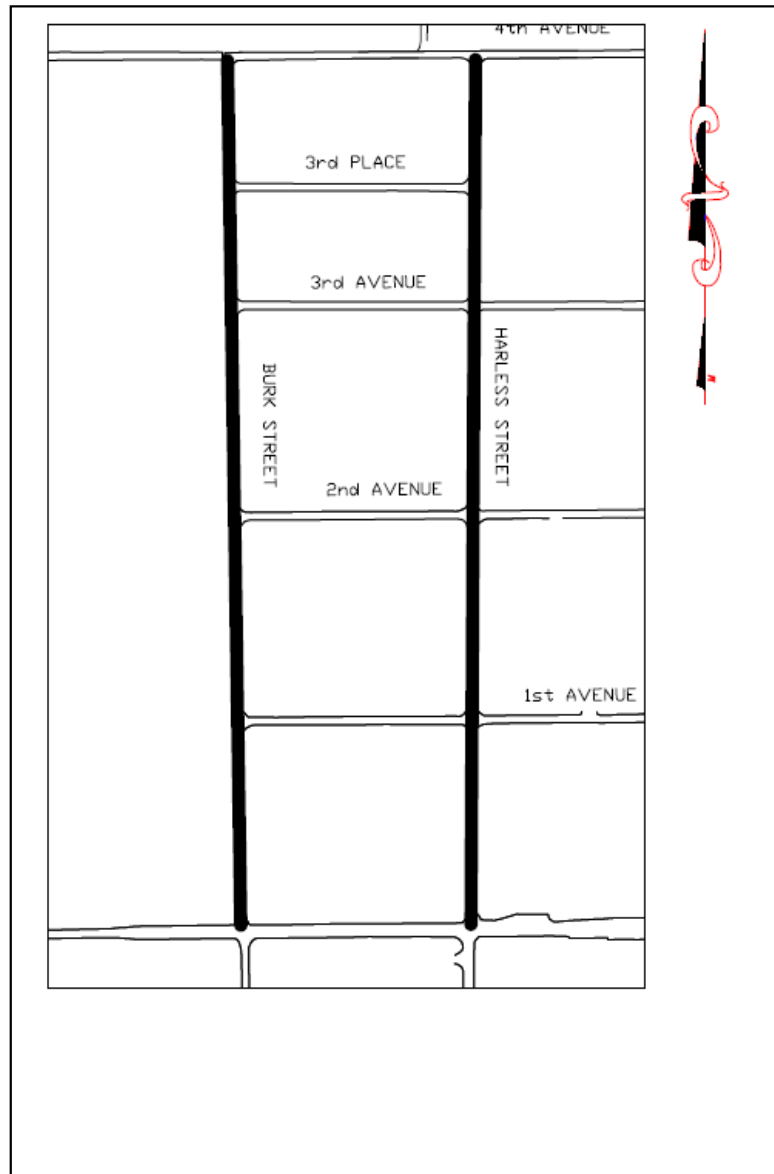 4th AVENUE
3rd PLACE
3rd AVENUE
BURK STREET
HARLESS STREET
2nd AVENUE
1st AVENUE